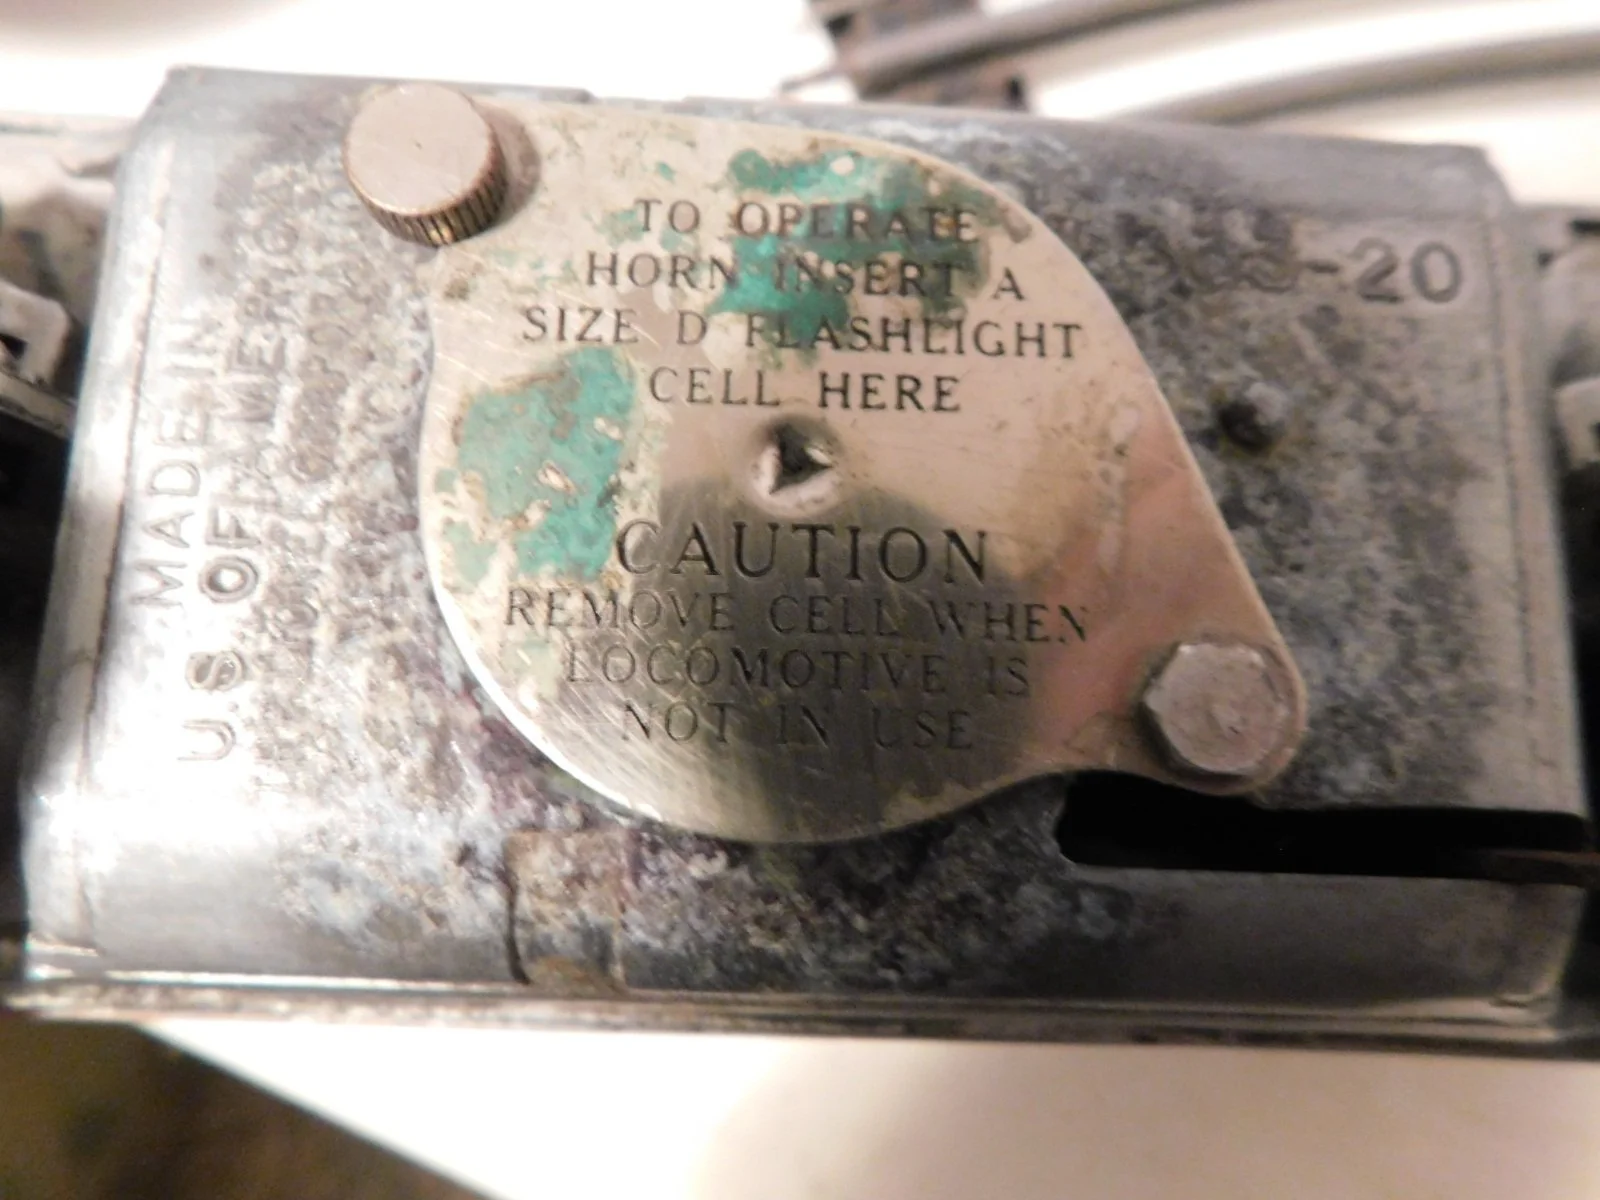 TO OPERATE
HORN INSERT A
SIZE D FLASHLIGHT
CELL HERE
CAUTION
REMOVE CELL WHEN
LOCOMOTIVE IS
NOT IN USE
-20
MADE IN
U.S. OF AMERICA